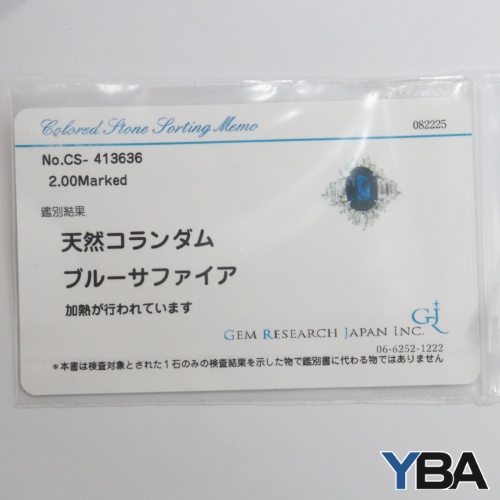 Colored Stone Sorting Memo 082225
No.CS- 413636
2.00Marked
鑑別結果
天然コランダム
ブルーサファイア
加熱が行われています
GJ
GEM RESEARCH JAPAN INC.
06-6252-1222
*本書は検査対象とされた1石のみの検査結果を示した物で鑑別書に代わる物ではありません
YBA